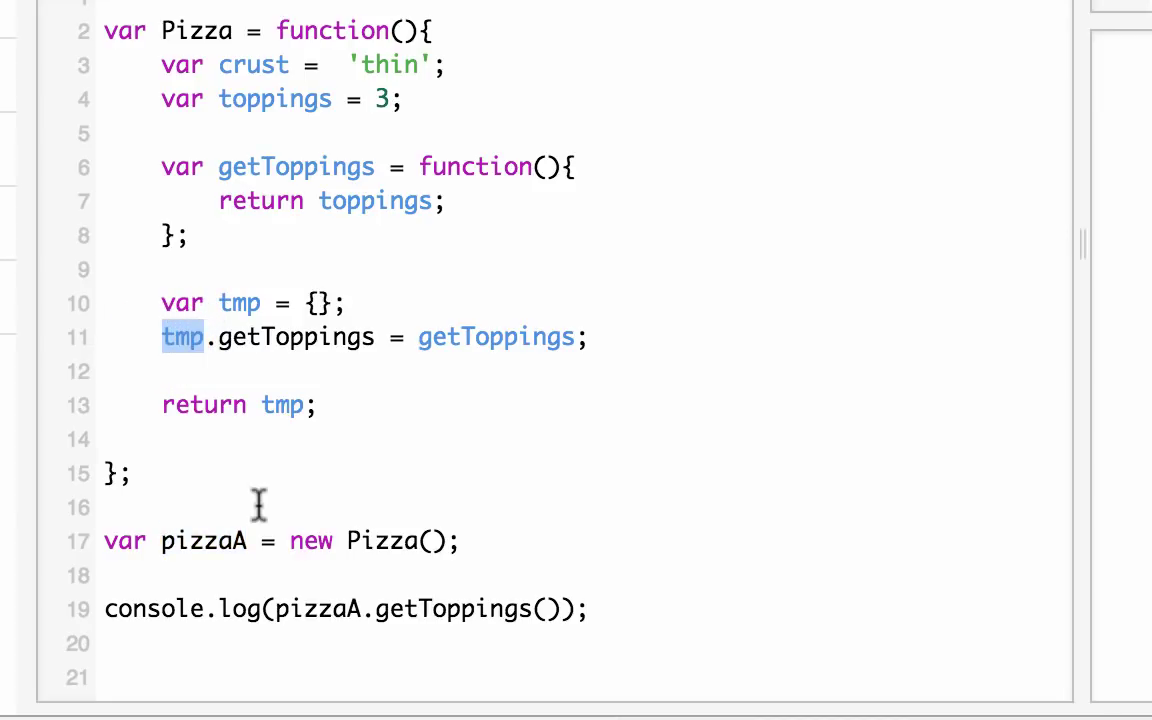 2 var Pizza = function(){
3 var crust =  'thin';
4 var toppings = 3;
5
6 var getToppings = function(){
7 return toppings;
8 };
9
10 var tmp = {};
11 tmp.getToppings = getToppings;
12
13 return tmp;
14
15 };
16
17 var pizzaA = new Pizza();
18
19 console.log(pizzaA.getToppings());
20
21